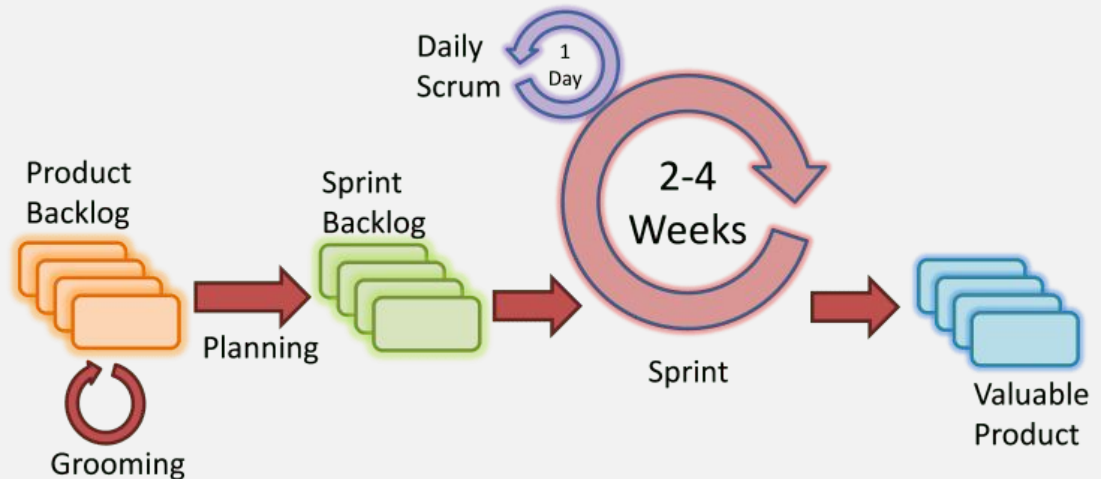 Daily
Scrum
1
Day
Product
Backlog
Sprint
Backlog
2-4
Weeks
Planning
Sprint
Valuable
Product
Grooming